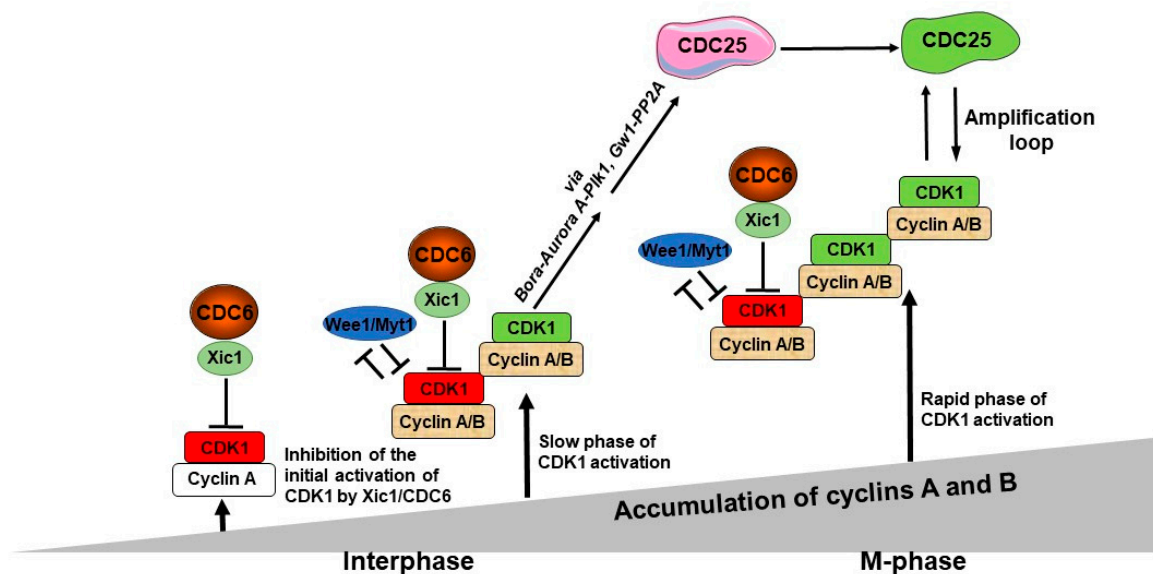 CDC25
CDC25
Amplification
loop
via
Bora-Aurora A-Plk1, Gw1-PP2A
CDC6
Xic1
CDK1
Cyclin A
Inhibition of the
initial activation of
CDK1 by Xic1/CDC6
CDC6
Xic1
Wee1/Myt1
CDK1
Cyclin A/B
CDK1
Cyclin A/B
Slow phase of
CDK1 activation
CDC6
Xic1
Wee1/Myt1
CDK1
Cyclin A/B
CDK1
Cyclin A/B
CDK1
Cyclin A/B
Rapid phase of
CDK1 activation
Accumulation of cyclins A and B
Interphase
M-phase